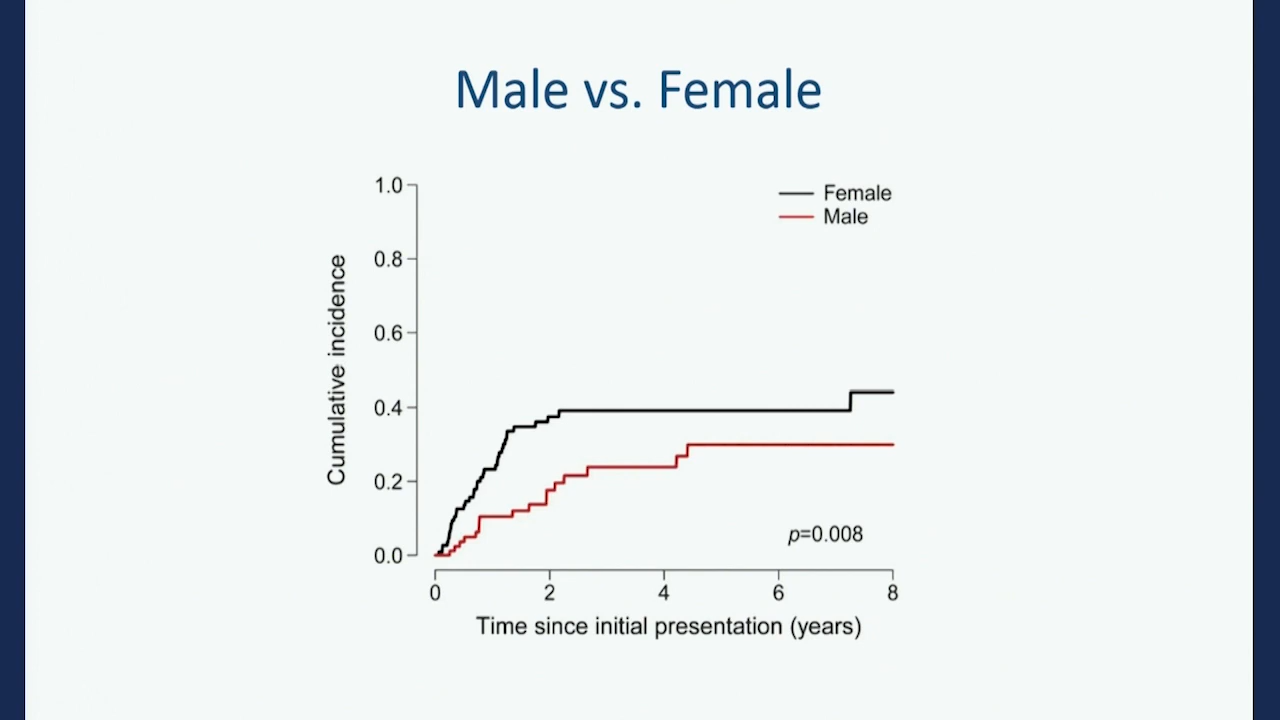 Male vs. Female
1.0
0.8
0.6
0.4
0.2
0.0
Cumulative incidence
Female
Male
p=0.008
0 2 4 6 8
Time since initial presentation (years)